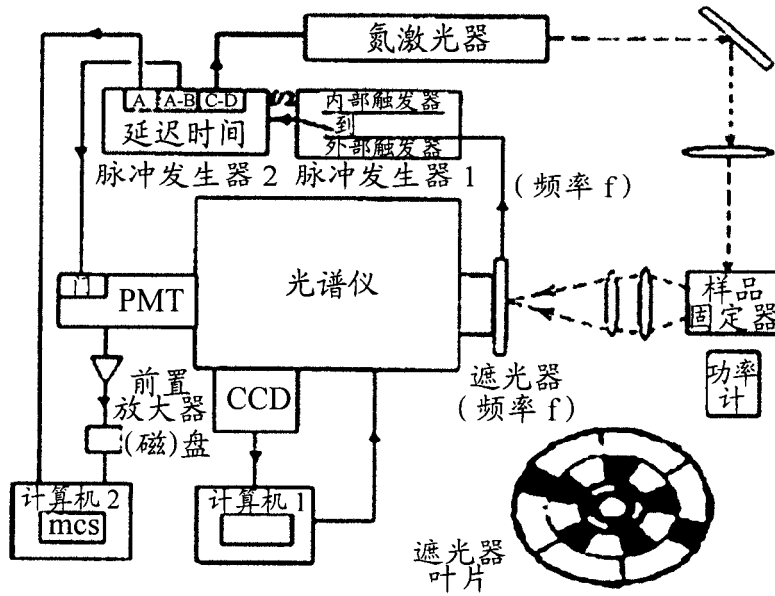 氮激光器
A A-B C-D
延迟时间
脉冲发生器 2
内部触发器
到
外部触发器
脉冲发生器 1
(频率 f)
门
PMT
光谱仪
样品
固定器
功率
计
遮光器
(频率 f)
前置
放大器
(磁)盘
CCD
计算机 2
mcs
计算机 1
遮光器
叶片